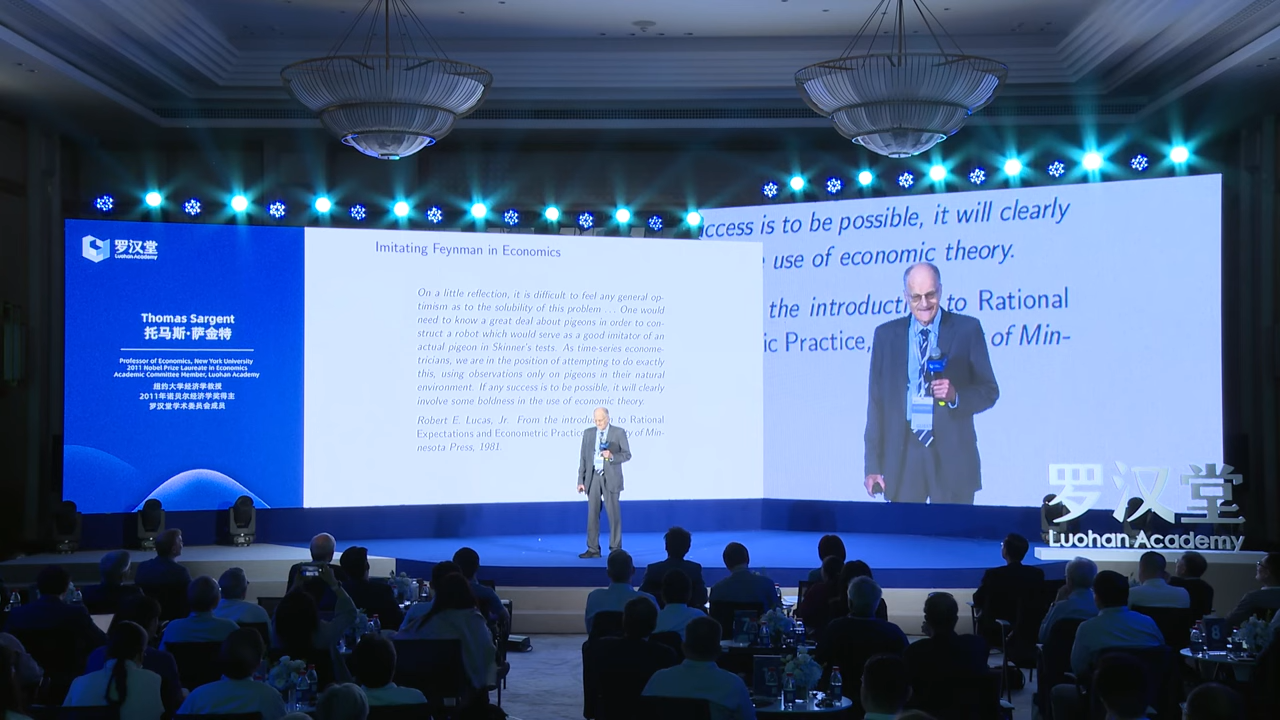 罗汉堂
Luohan Academy
Thomas Sargent
托马斯·萨金特
Professor of Economics, New York University
2011 Nobel Prize Laureate in Economics
Academic Committee Member, Luohan Academy
纽约大学经济学教授
2011年诺贝尔经济学奖得主
罗汉堂学术委员会成员
Imitating Feynman in Economics
On a little reflection, it is difficult to feel any general op-
timism as to the solubility of this problem ... One would
need to know a great deal about pigeons in order to con-
struct a robot which would serve as a good imitator of an
actual pigeon in Skinner's tests. As time-series econome-
tricians, we are in the position of attempting to do exactly
this, using observations only on pigeons in their natural
environment. If any success is to be possible, it will clearly
involve some boldness in the use of economic theory.
Robert E. Lucas, Jr. From the introduc to Rational
Expectations and Econometric Practic y of Min-
nesota Press, 1981.
uccess is to be possible, it will clearly
use of economic theory.
the introducti to Rational
ic Practice, of Min-
罗汉堂
Luohan Academy
8